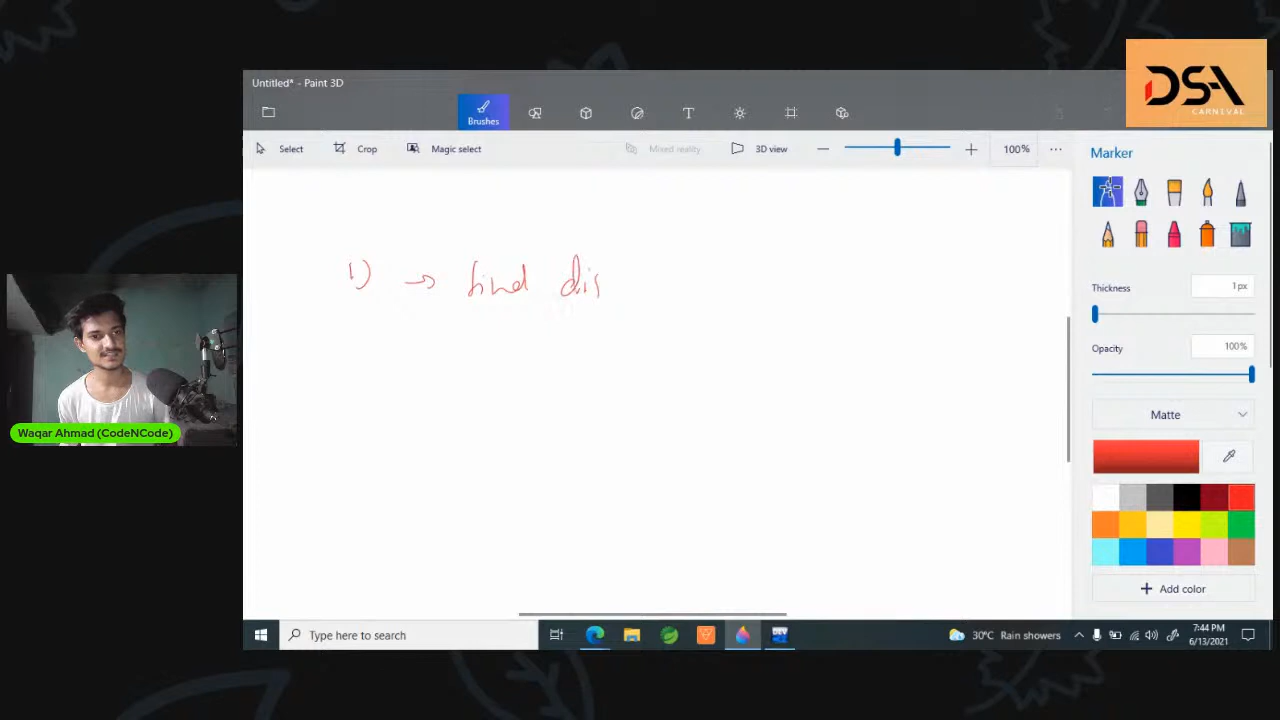 DSA
CARNIVAL
Untitled* - Paint 3D
Brushes
Select
Crop
Magic select
Mixed reality
3D view
100%
Marker
1) → find dis
Thickness
1px
Opacity
100%
Matte
Add color
Waqar Ahmad (CodeNCode)
Type here to search
DEV
30°C Rain showers
7:44 PM
6/13/2021